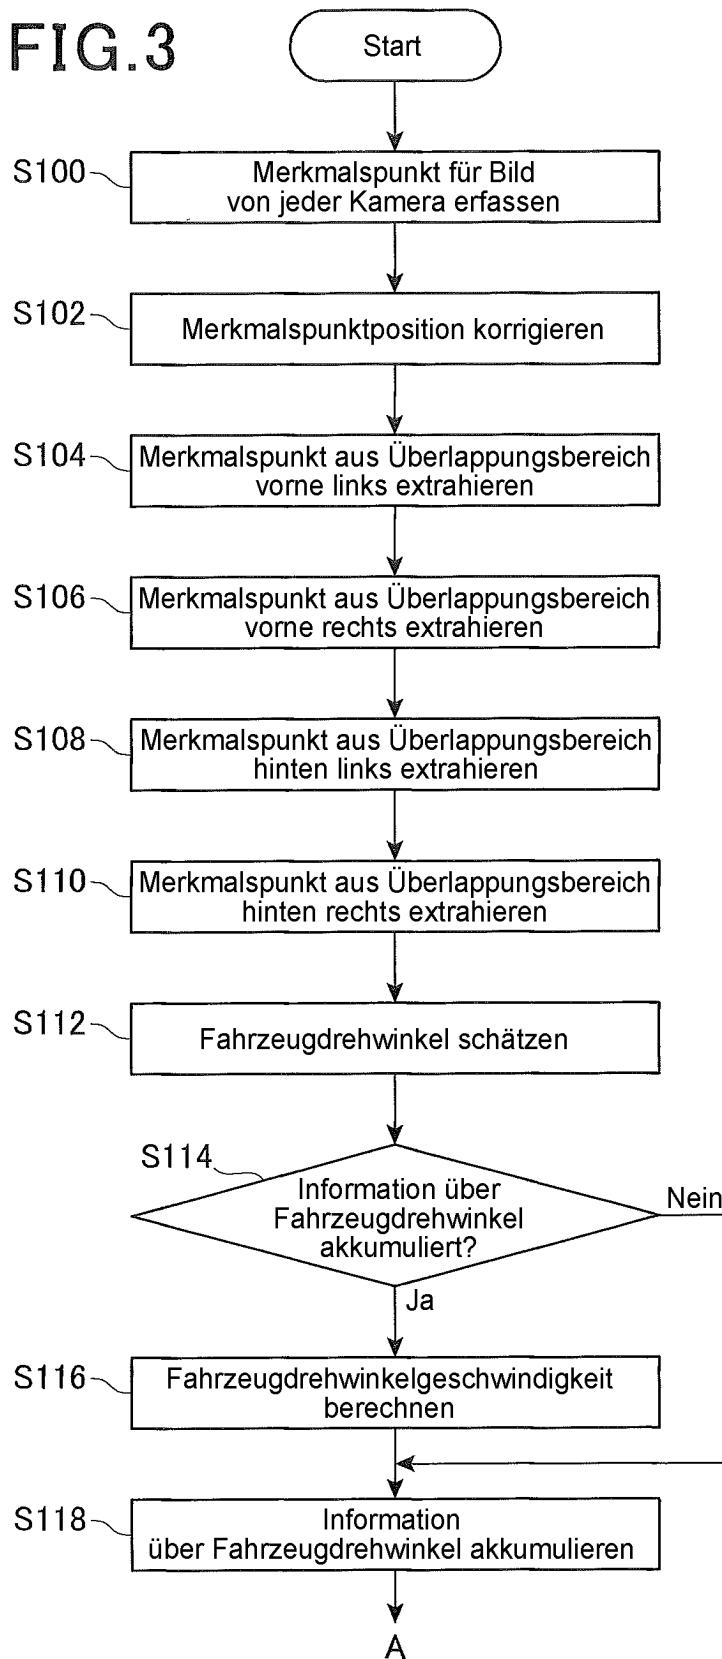 FIG.3
Start
S100
Merkmalspunkt für Bild
von jeder Kamera erfassen
S102
Merkmalspunktposition korrigieren
S104
Merkmalspunkt aus Überlappungsbereich
vorne links extrahieren
S106
Merkmalspunkt aus Überlappungsbereich
vorne rechts extrahieren
S108
Merkmalspunkt aus Überlappungsbereich
hinten links extrahieren
S110
Merkmalspunkt aus Überlappungsbereich
hinten rechts extrahieren
S112
Fahrzeugdrehwinkel schätzen
S114
Information über
Fahrzeugdrehwinkel
akkumuliert?
Nein
Ja
S116
Fahrzeugdrehwinkelgeschwindigkeit
berechnen
S118
Information
über Fahrzeugdrehwinkel akkumulieren
A